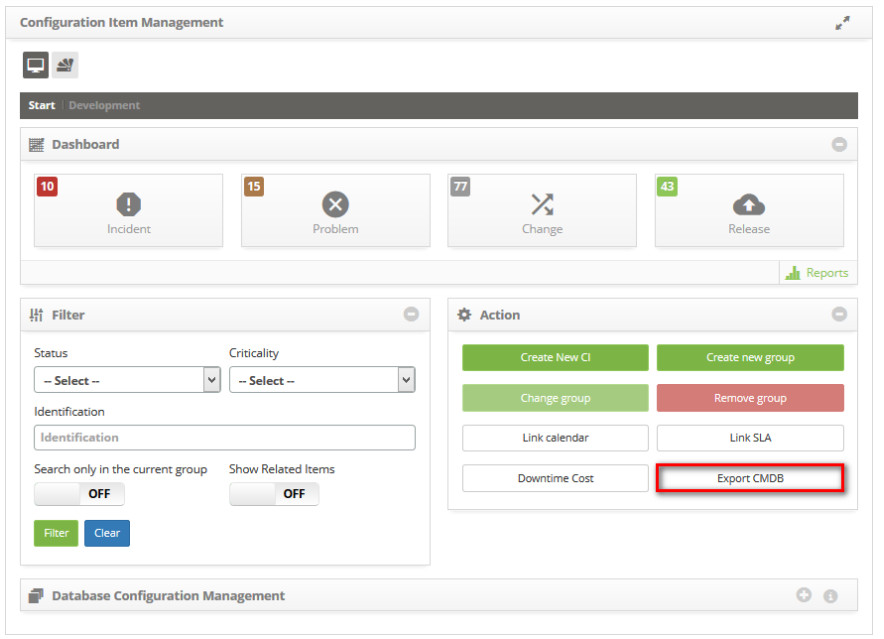 Configuration Item Management
Start | Development
Dashboard
10 15 77 43
Incident Problem Change Release
Reports
Filter
Status Criticality
-- Select -- -- Select --
Identification
Identification
Search only in the current group Show Related Items
OFF OFF
Filter Clear
Action
Create New CI Create new group
Change group Remove group
Link calendar Link SLA
Downtime Cost Export CMDB
Database Configuration Management